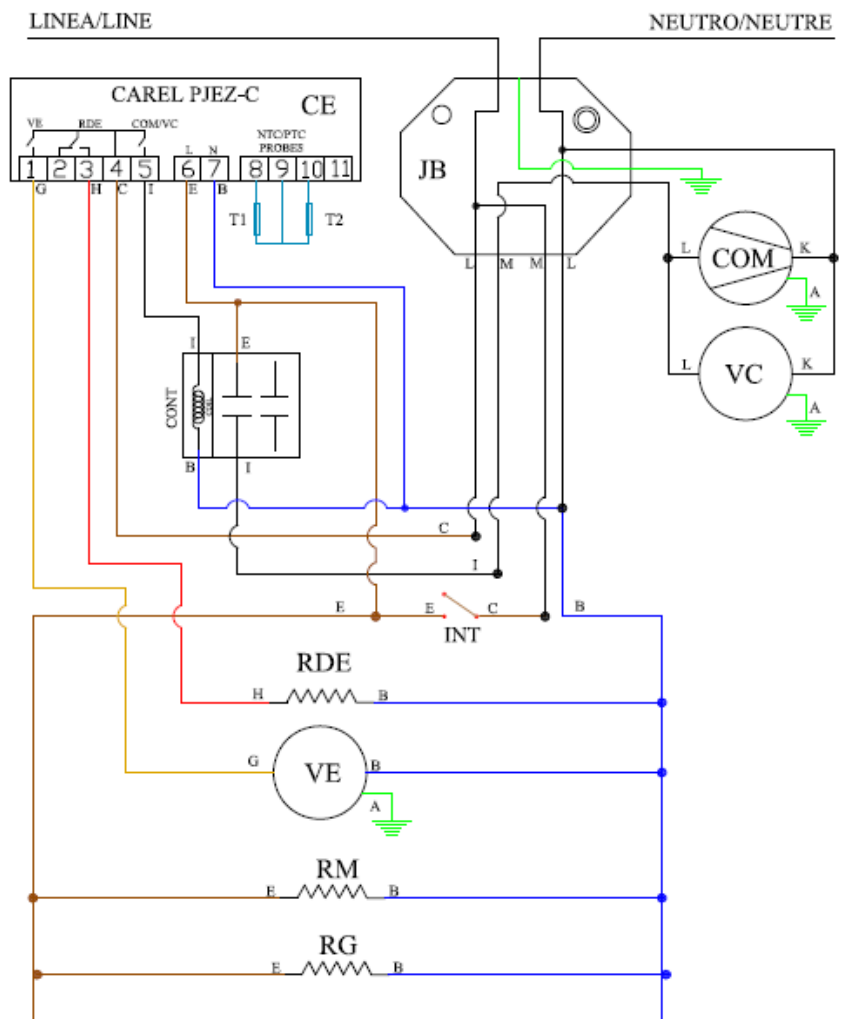 LINEA/LINE NEUTRO/NEUTRE
CAREL PJEZ-C CE
VE RDE COM/VC
NTC/PTC
PROBES
L N
1 2 3 4 5 6 7 8 9 10 11
G H C I E B
JB
T1 T2
L COM K
A
L M M L
I E
L VC K
A
CONT
COIL
B I
C
I
E E C B
INT
RDE
H B
G VE B
A
RM
E B
RG
E B